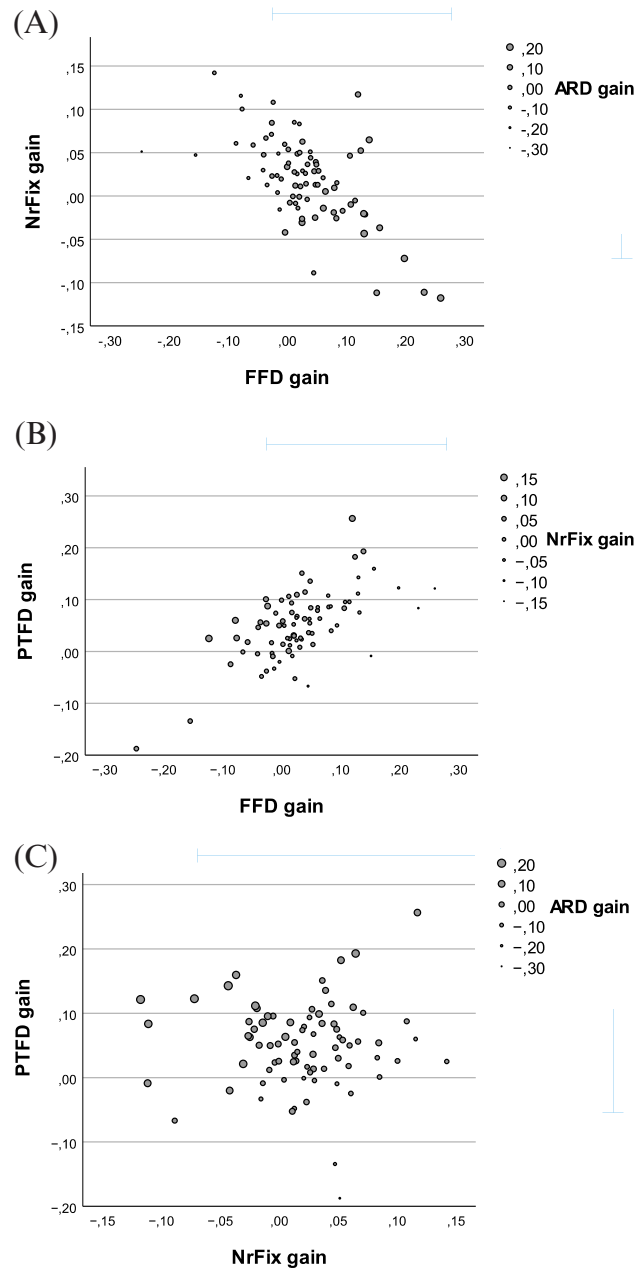 (A)
,15
,10
,05
,00
-,05
-,10
-,15
NrFix gain
-,30 -,20 -,10 ,00 ,10 ,20 ,30
FFD gain
,20
,10
,00
-,10
-,20
-,30
ARD gain
(B)
,30
,20
,10
,00
-,10
-,20
PTFD gain
-,30 -,20 -,10 ,00 ,10 ,20 ,30
FFD gain
,15
,10
,05
,00
-,05
-,10
-,15
NrFix gain
(C)
,30
,20
,10
,00
-,10
-,20
PTFD gain
-,15 -,10 -,05 ,00 ,05 ,10 ,15
NrFix gain
,20
,10
,00
-,10
-,20
-,30
ARD gain